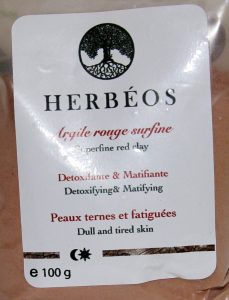 HERBÉOS
Argile rouge surfine
Superfine red clay
Detoxifiante & Matifiante
Detoxifying& Matifying
Peaux ternes et fatiguées
Dull and tired skin
e 100 g